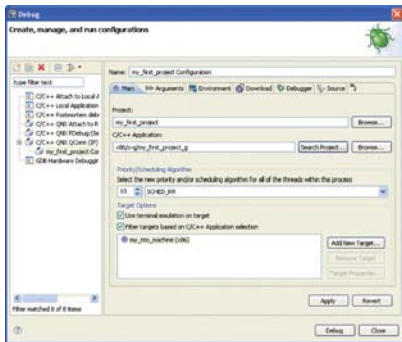 Debug
Create, manage, and run configurations
type filter text
C/C++ Attach to Local A
C/C++ Local Application
C/C++ Postmortem deb
C/C++ QNX Attach to R
C/C++ QNX PDebug (Se
C/C++ QNX QConn (IP)
my_first_project Cor
GDB Hardware Debuggi
Filter matched 8 of 8 items
Name: my_first_project Configuration
Main Arguments Environment Download Debugger Source
Project:
my_first_project Browse...
C/C++ Application:
x86/o-g/my_first_project_g Search Project... Browse...
Priority/Scheduling Algorithm
Select the new priority and/or scheduling algorithm for all of the threads within this process
SCHED_RR
Target Options
Use terminal emulation on target
Filter targets based on C/C++ Application selection
my_nto_machine (x86) Add New Target...
Remove Target
Target Properties...
Apply Revert
Debug Close